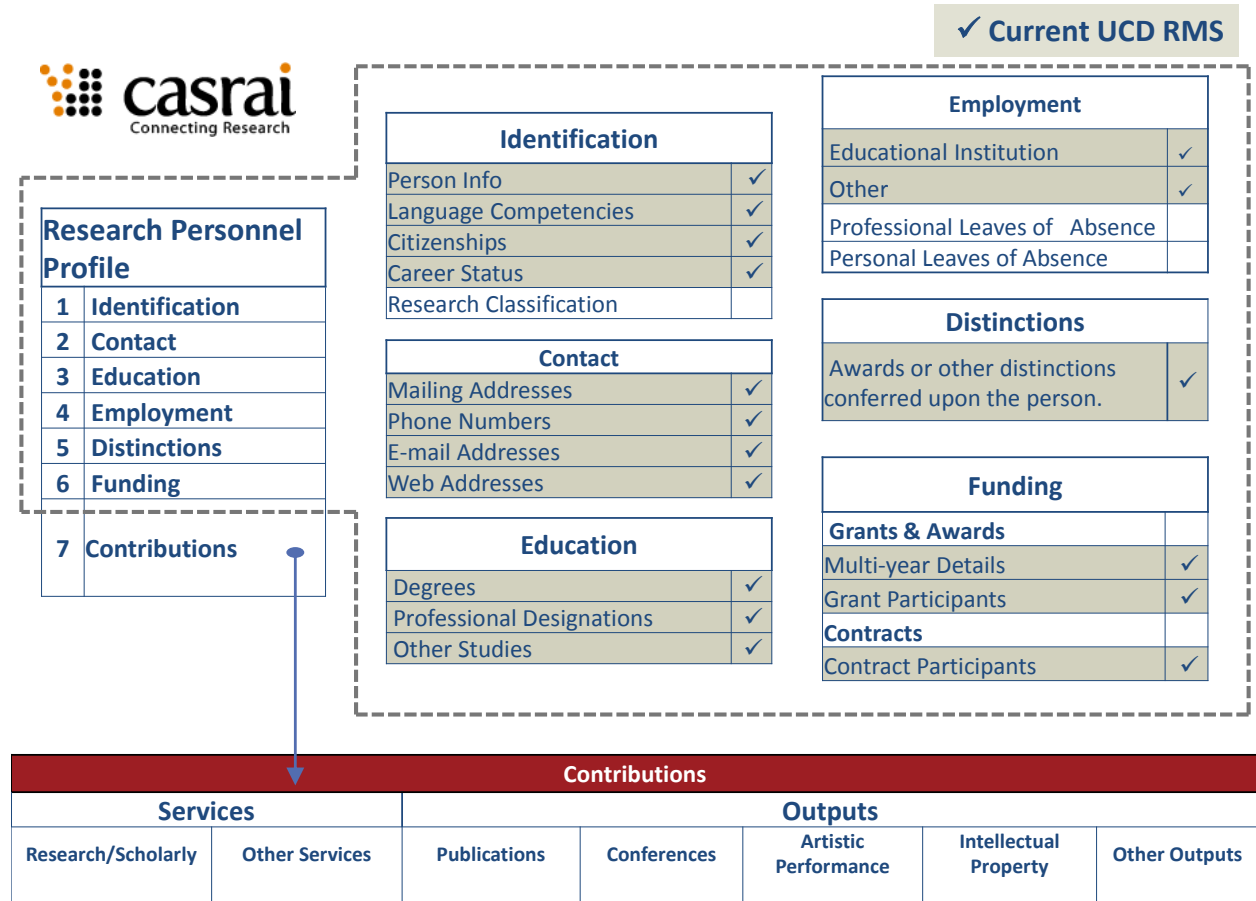 ✓ Current UCD RMS
casrai
Connecting Research
Research Personnel
Profile
1 Identification
2 Contact
3 Education
4 Employment
5 Distinctions
6 Funding
7 Contributions
Identification
Person Info ✓
Language Competencies ✓
Citizenships ✓
Career Status ✓
Research Classification
Contact
Mailing Addresses ✓
Phone Numbers ✓
E-mail Addresses ✓
Web Addresses ✓
Education
Degrees ✓
Professional Designations ✓
Other Studies ✓
Employment
Educational Institution ✓
Other ✓
Professional Leaves of Absence
Personal Leaves of Absence
Distinctions
Awards or other distinctions
conferred upon the person. ✓
Funding
Grants & Awards
Multi-year Details ✓
Grant Participants ✓
Contracts
Contract Participants ✓
Contributions
Services Outputs
Research/Scholarly Other Services Publications Conferences Artistic
Performance Intellectual
Property Other Outputs